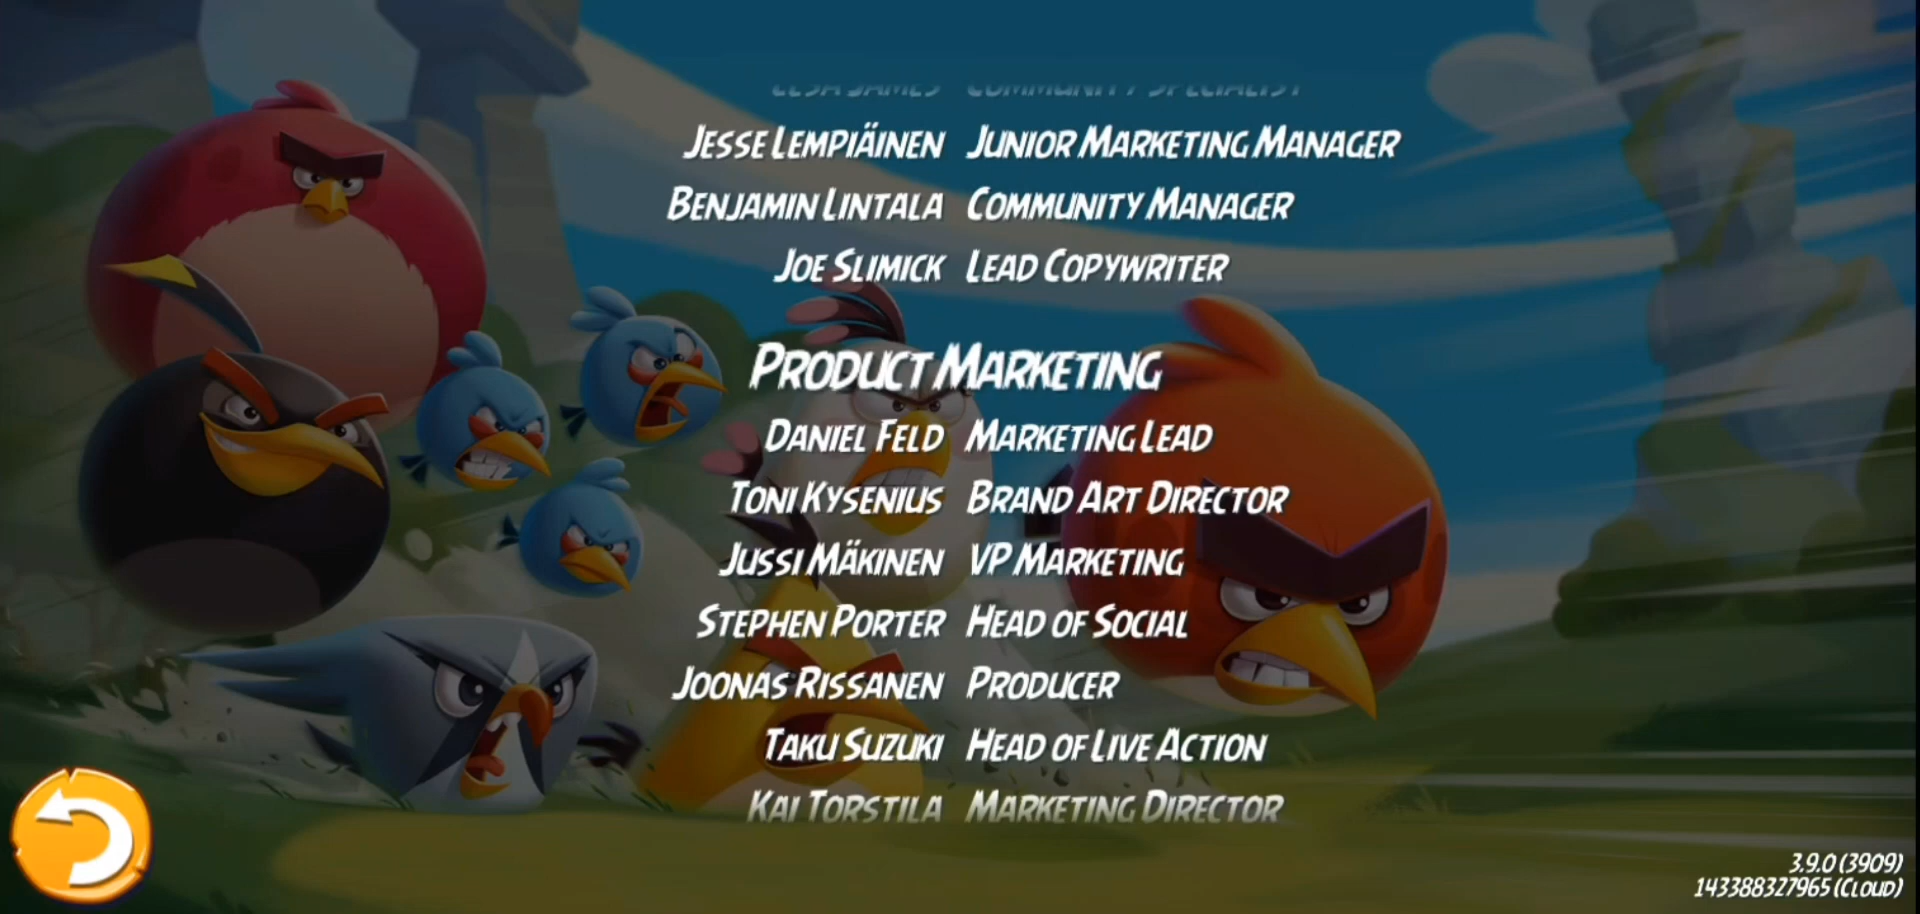 Jesse Lempiäinen Junior Marketing Manager
Benjamin Lintala Community Manager
Joe Slimick Lead Copywriter
Product Marketing
Daniel Feld Marketing Lead
Toni Kysenius Brand Art Director
Jussi Mäkinen VP Marketing
Stephen Porter Head of Social
Joonas Rissanen Producer
Taku Suzuki Head of Live Action
Kai Torstila Marketing Director
3.9.0 (3909)
143388327965 (Cloud)